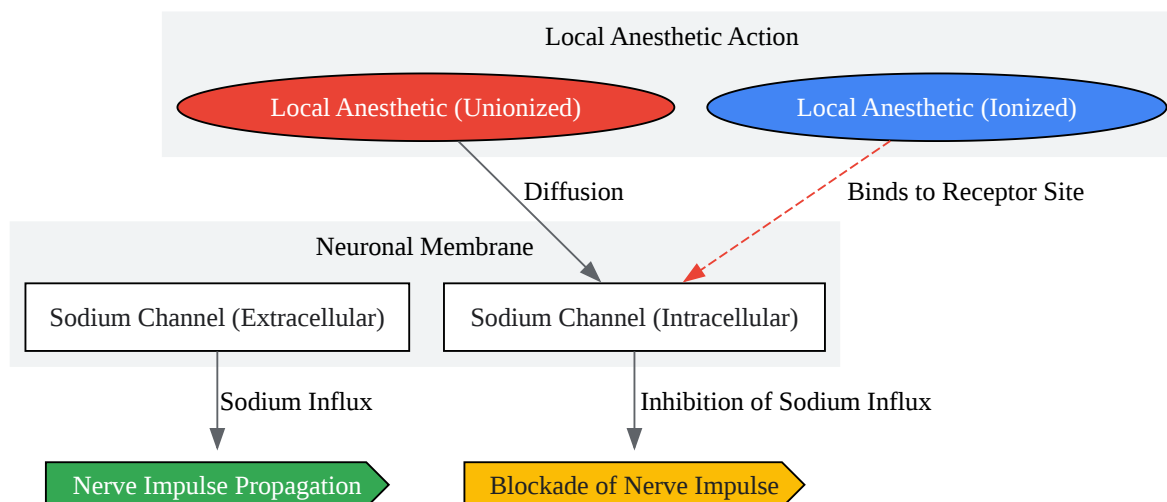 Local Anesthetic Action
Local Anesthetic (Unionized)
Local Anesthetic (Ionized)
Diffusion
Binds to Receptor Site
Neuronal Membrane
Sodium Channel (Extracellular)
Sodium Channel (Intracellular)
Sodium Influx
Inhibition of Sodium Influx
Nerve Impulse Propagation
Blockade of Nerve Impulse